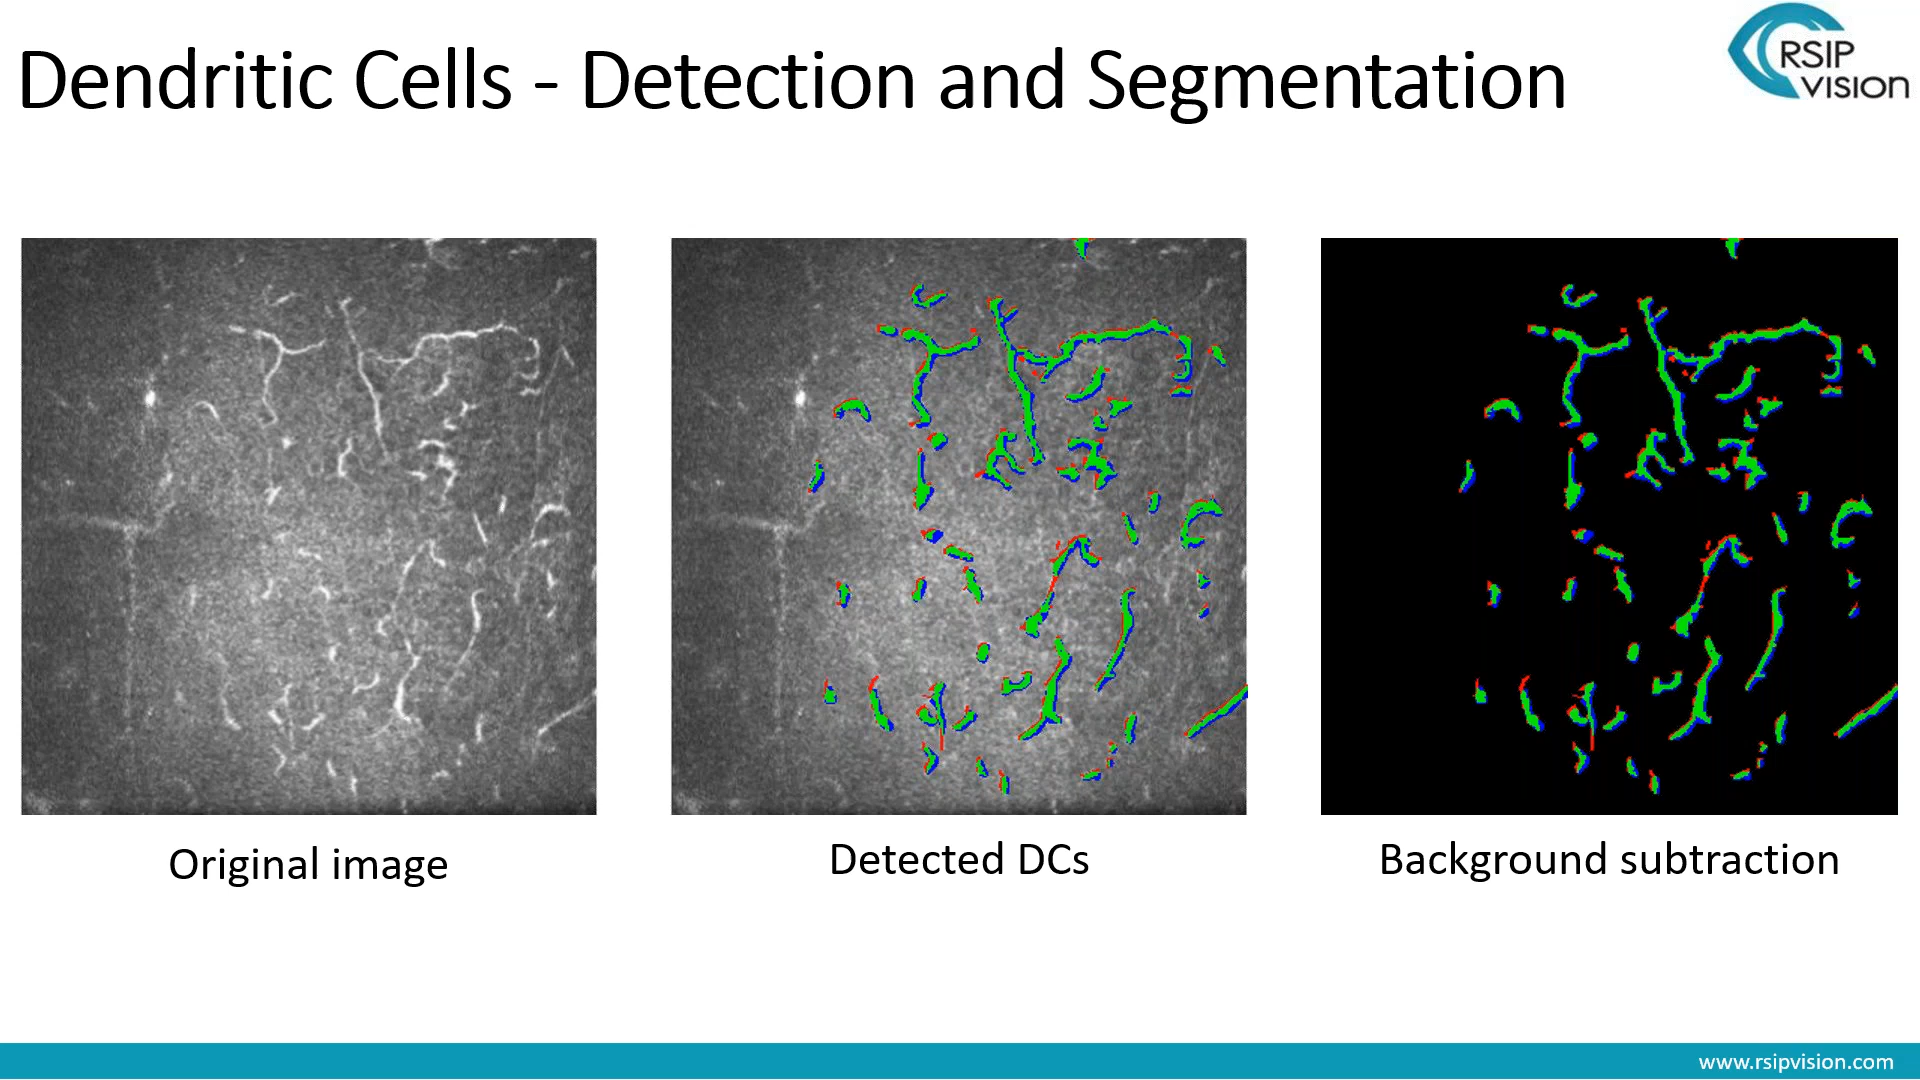 Dendritic Cells - Detection and Segmentation
RSIP
VISION
Original image
Detected DCs
Background subtraction
www.rsipvision.com